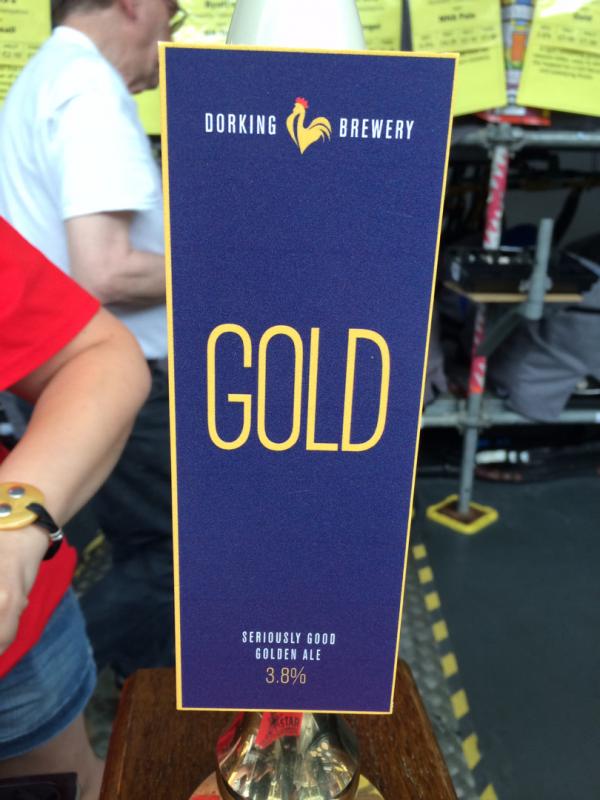 DORKING BREWERY
GOLD
SERIOUSLY GOOD
GOLDEN ALE
3.8%